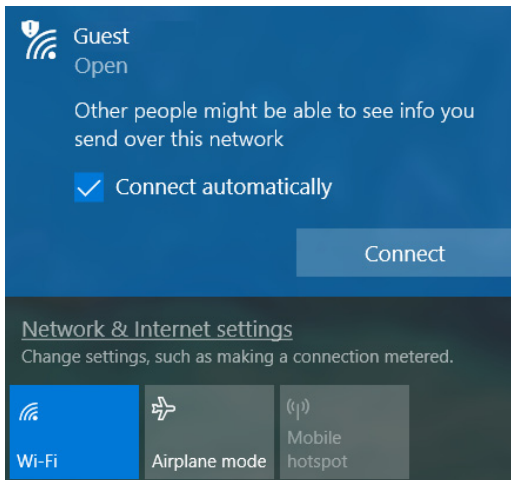 Guest
Open
Other people might be able to see info you
send over this network
Connect automatically
Connect
Network & Internet settings
Change settings, such as making a connection metered.
Wi-Fi
Airplane mode
Mobile
hotspot